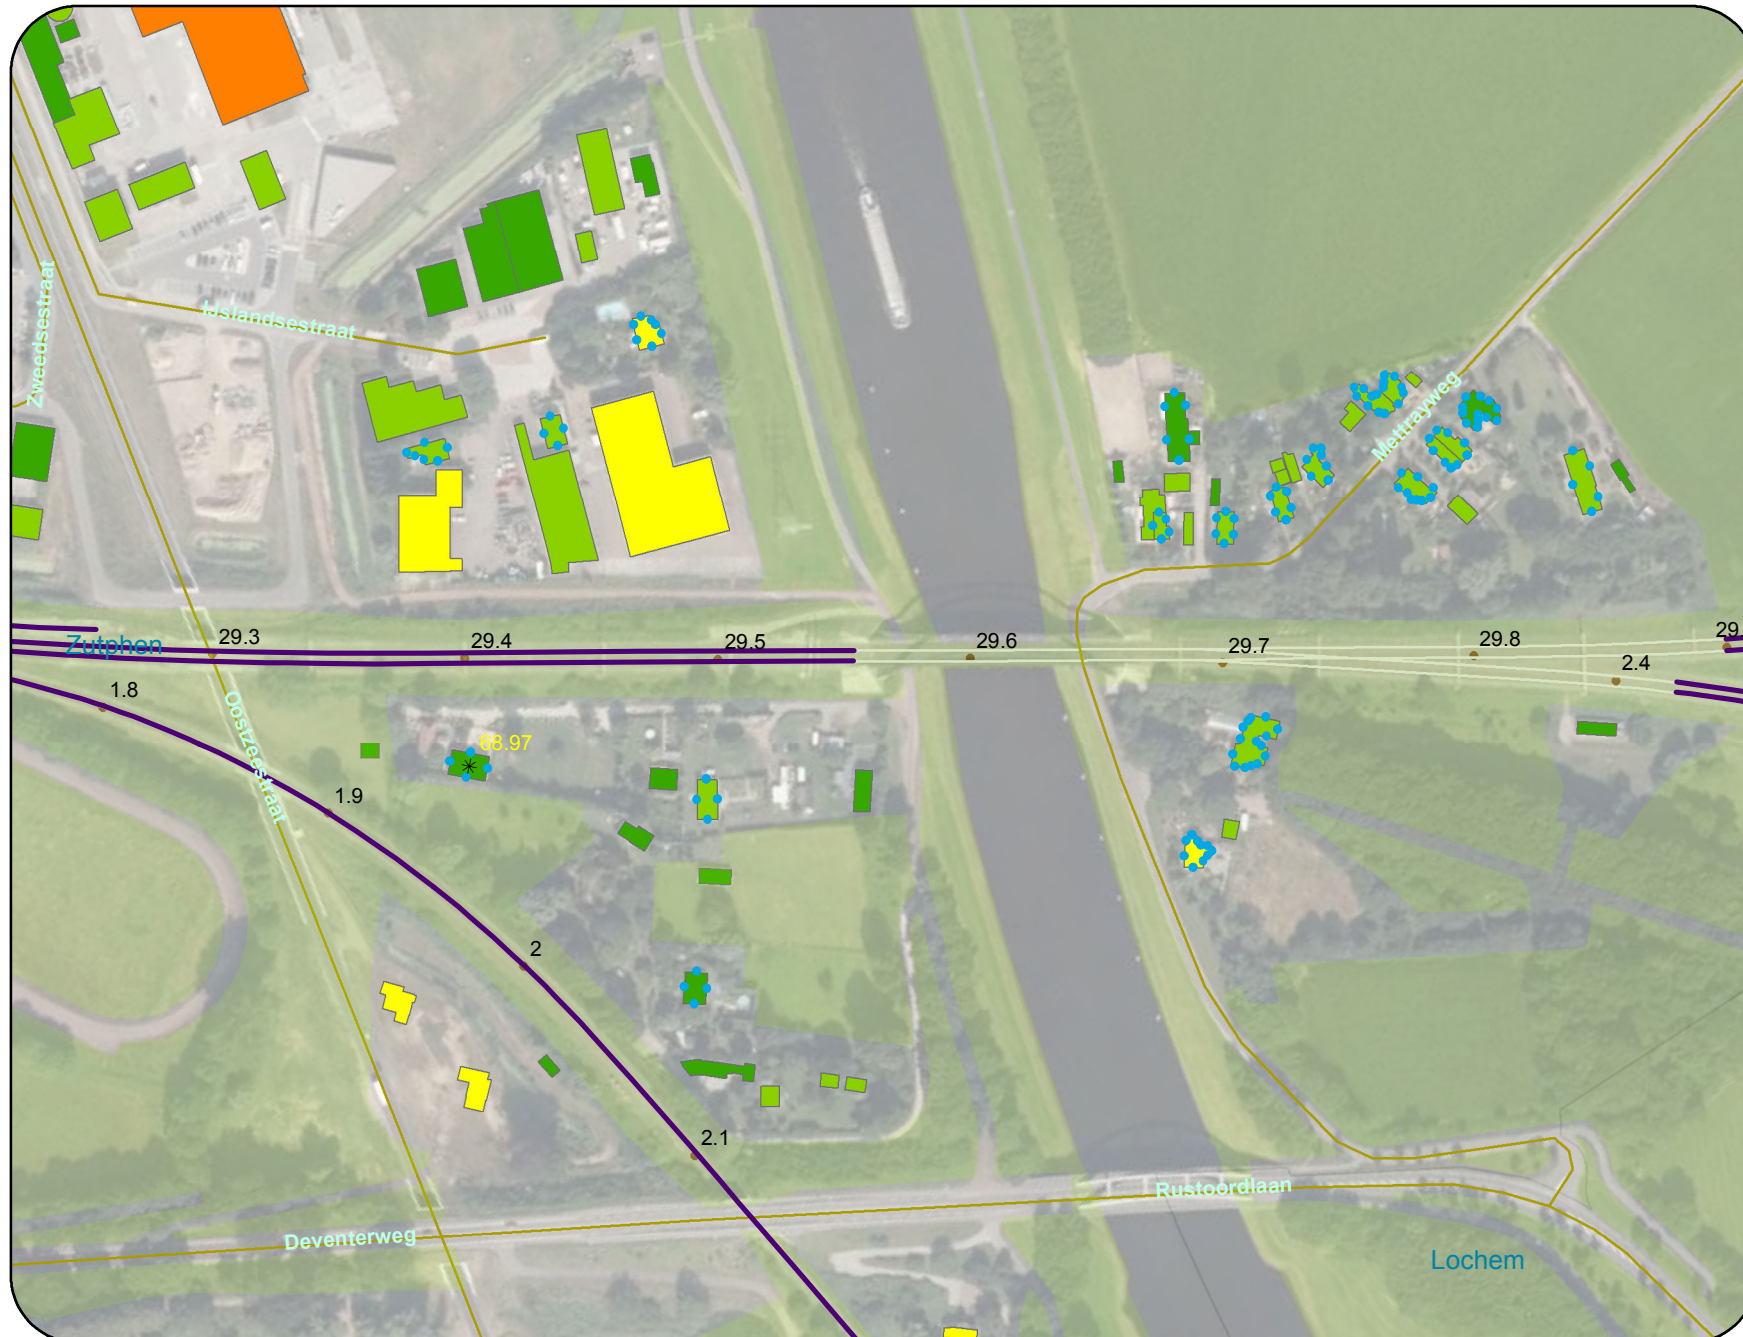 Zweedsestraat
IJslandsestraat
Mettrayweg
Zutphen
29.3
29.4
29.5
29.6
29.7
29.8
29
2.4
1.8
Oostzeestraat
68.97
1.9
2
2.1
Rustoordlaan
Deventerweg
Lochem